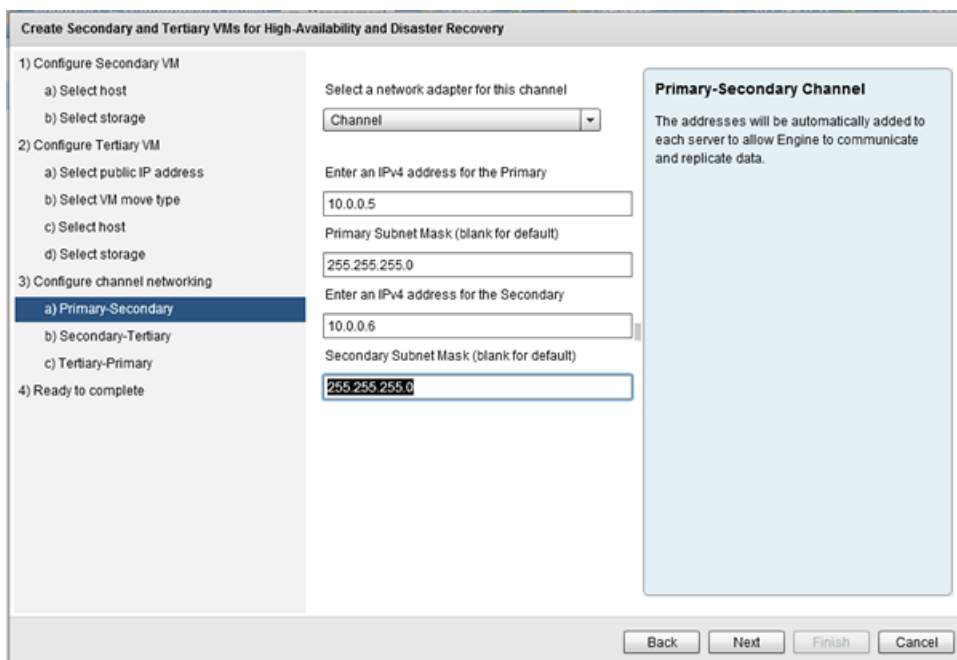 Create Secondary and Tertiary VMs for High-Availability and Disaster Recovery
1) Configure Secondary VM
a) Select host
b) Select storage
2) Configure Tertiary VM
a) Select public IP address
b) Select VM move type
c) Select host
d) Select storage
3) Configure channel networking
a) Primary-Secondary
b) Secondary-Tertiary
c) Tertiary-Primary
4) Ready to complete
Select a network adapter for this channel
Channel
Enter an IPv4 address for the Primary
10.0.0.5
Primary Subnet Mask (blank for default)
255.255.255.0
Enter an IPv4 address for the Secondary
10.0.0.6
Secondary Subnet Mask (blank for default)
255.255.255.0
Primary-Secondary Channel
The addresses will be automatically added to
each server to allow Engine to communicate
and replicate data.
Back
Next
Finish
Cancel